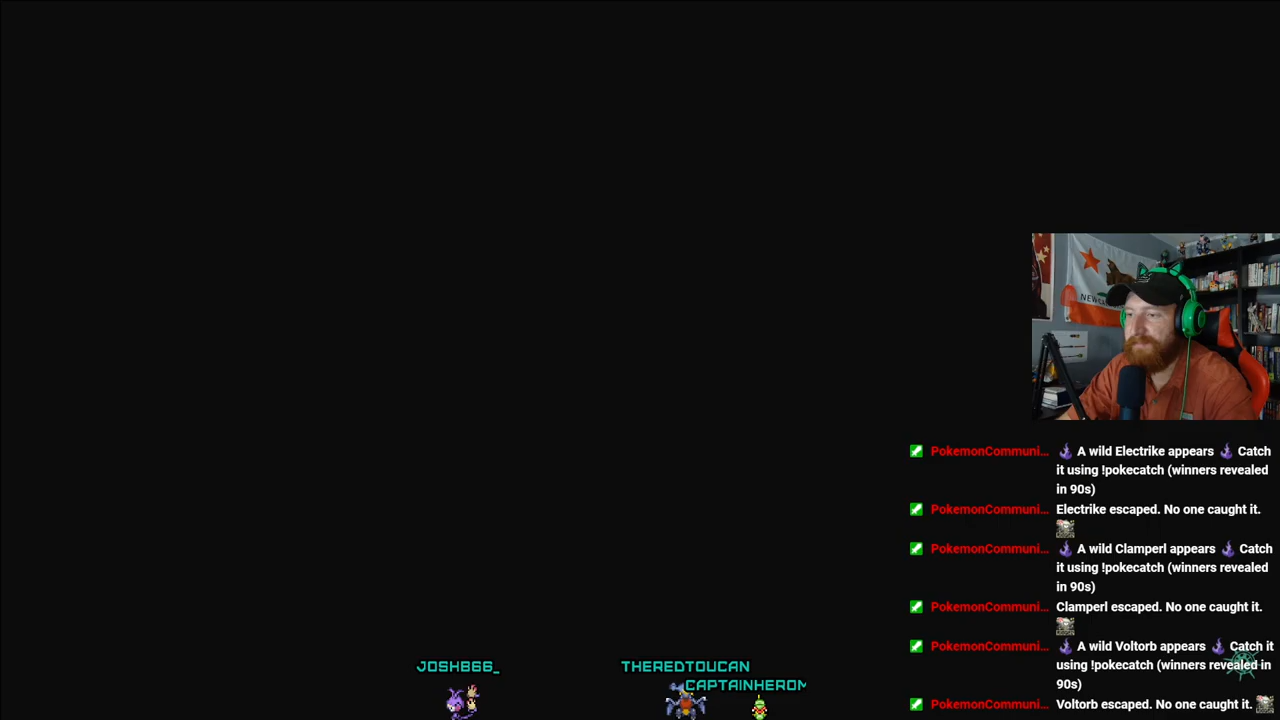 NEW
PokemonCommuni... A wild Electrike appears Catch
it using !pokecatch (winners revealed
in 90s)
PokemonCommuni... Electrike escaped. No one caught it.
PokemonCommuni... A wild Clamperl appears Catch
it using !pokecatch (winners revealed
in 90s)
PokemonCommuni... Clamperl escaped. No one caught it.
PokemonCommuni... A wild Voltorb appears Catch it
using !pokecatch (winners revealed in
90s)
PokemonCommuni... Voltorb escaped. No one caught it.
JOSHB66_
THEREDTOUCAN
CAPTAINHEROM